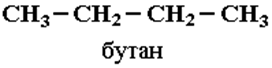 CH₃ – CH₂ – CH₂ – CH₃
бутан